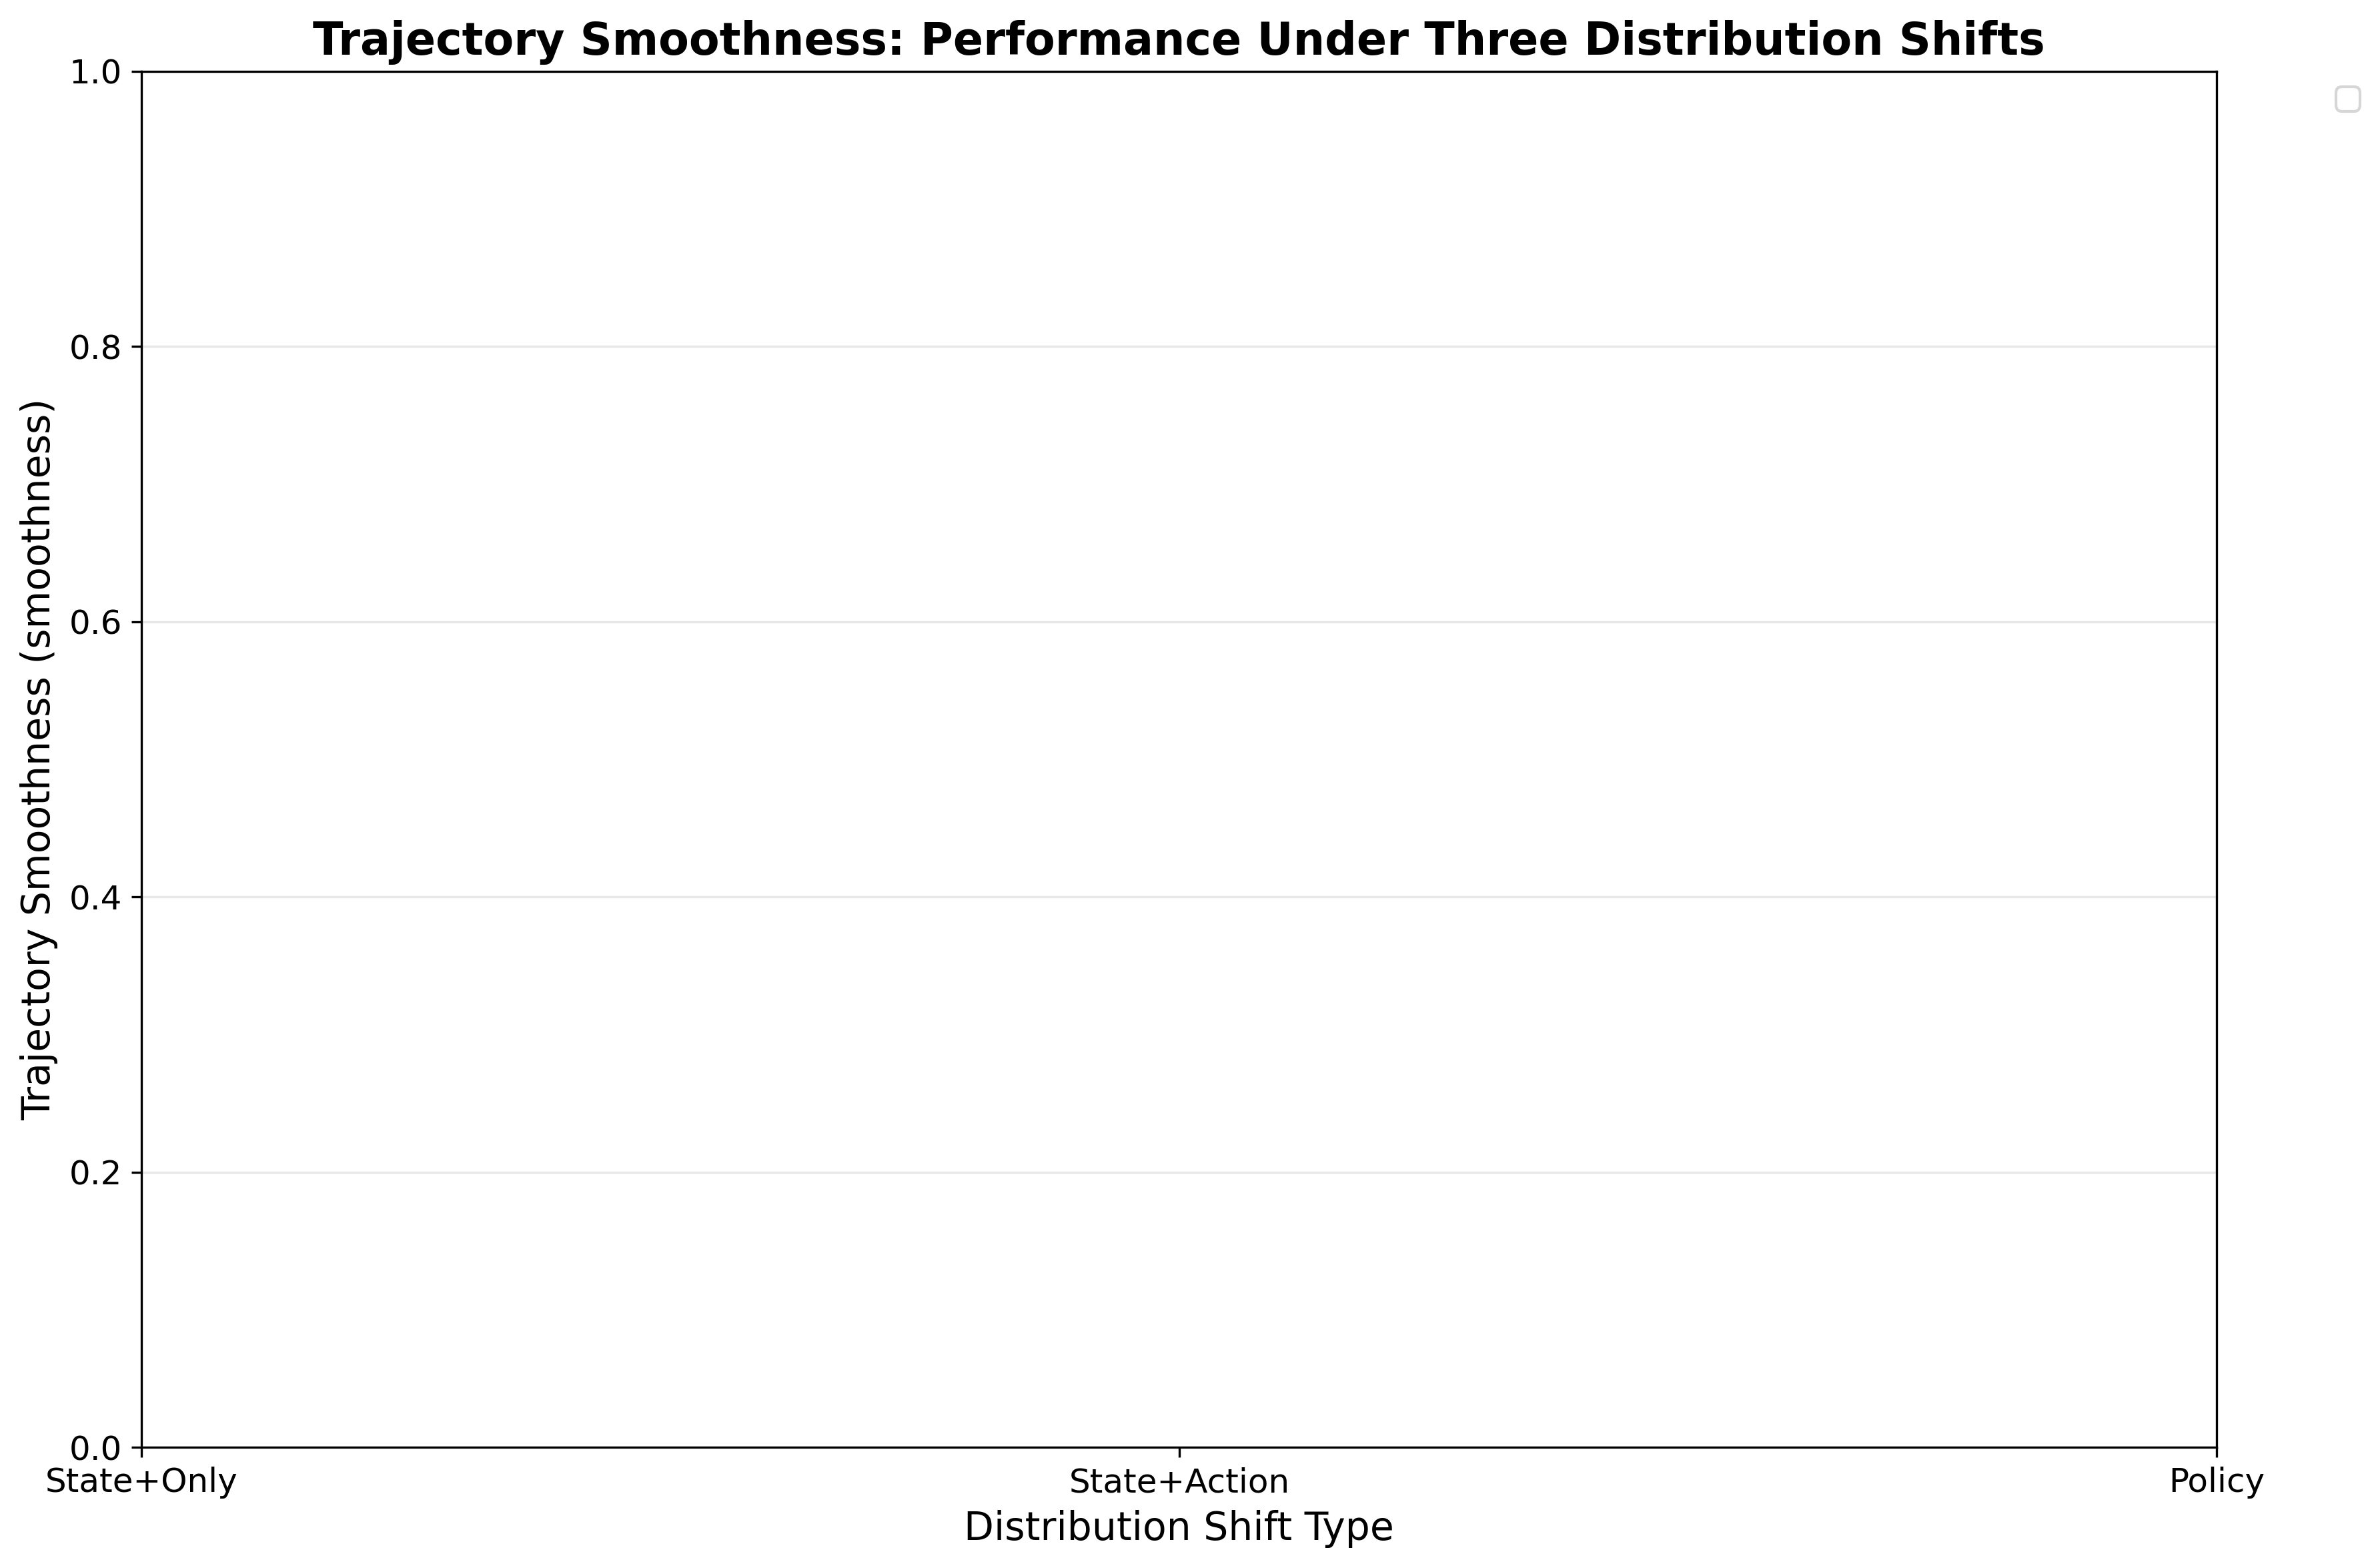 Trajectory Smoothness: Performance Under Three Distribution Shifts
Trajectory Smoothness (smoothness)
1.0
0.8
0.6
0.4
0.2
0.0
State+Only
State+Action
Policy
Distribution Shift Type